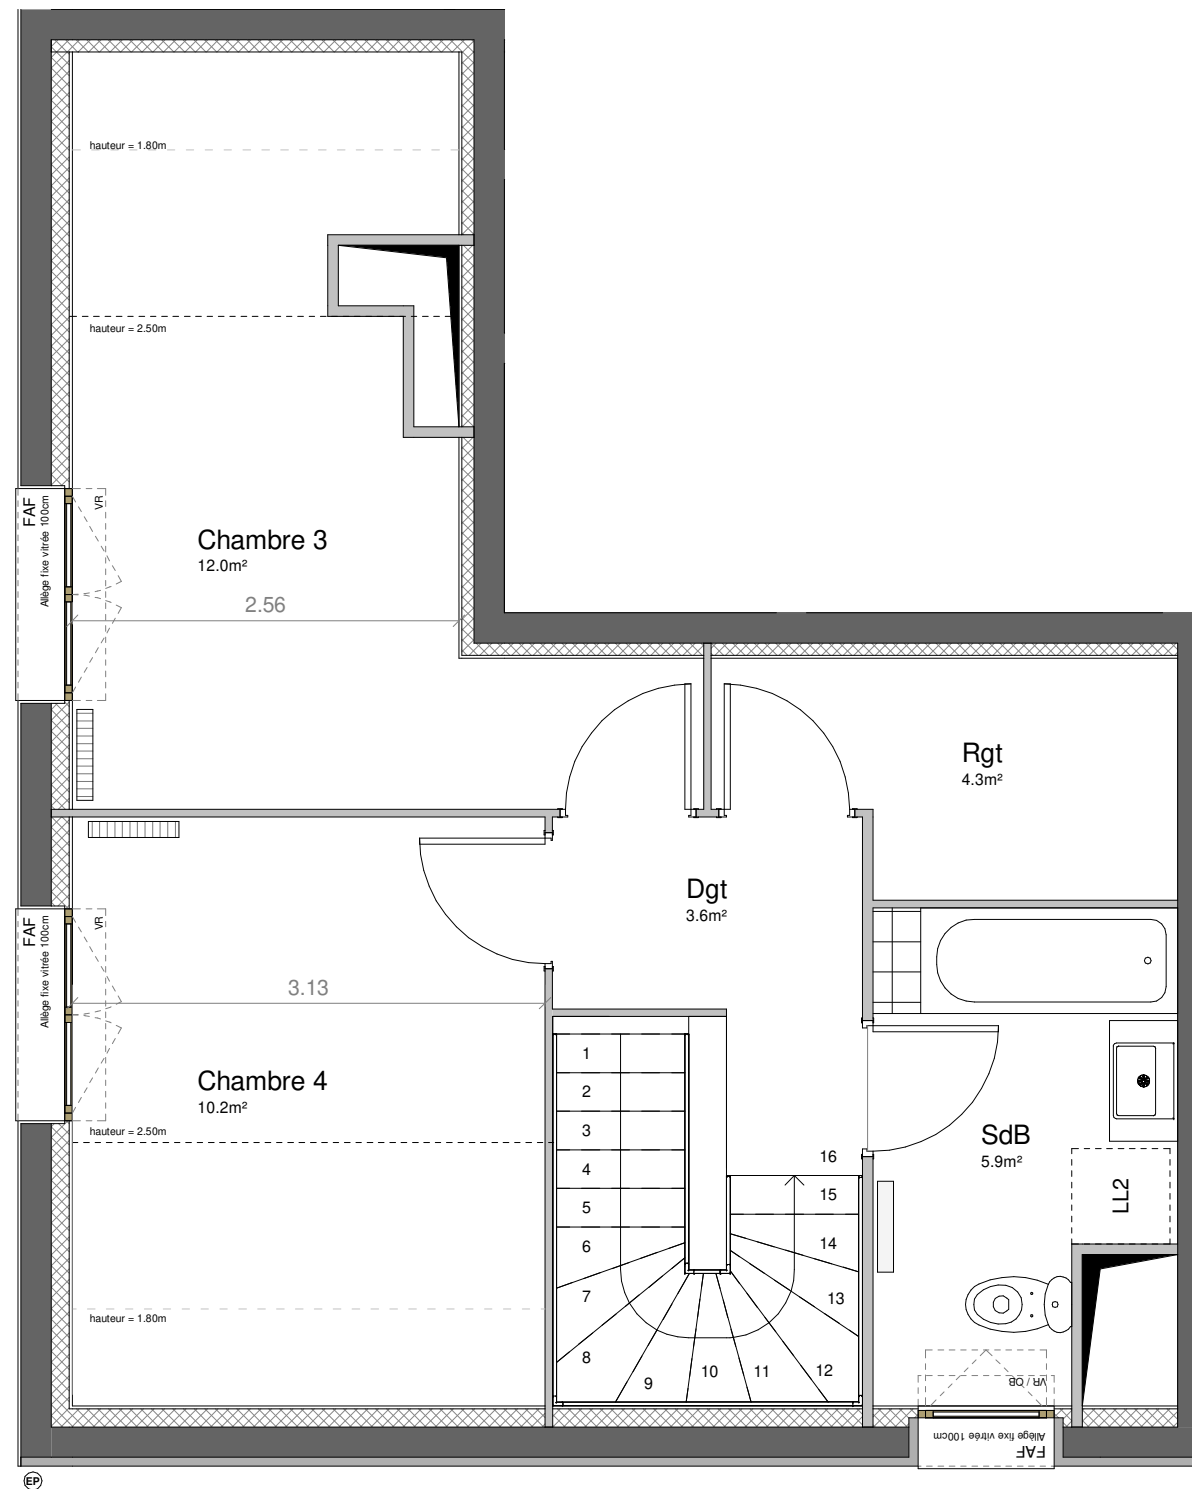 hauteur = 1.80m
hauteur = 2.50m
FAF
Allège fixe vitrée 100cm
VR
Chambre 3
12.0m²
2.56
Rgt
4.3m²
Dgt
3.6m²
FAF
Allège fixe vitrée 100cm
VR
3.13
Chambre 4
10.2m²
hauteur = 2.50m
hauteur = 1.80m
1
2
3
4
5
6
7
8
9
10
11
12
13
14
15
16
SdB
5.9m²
LL2
VR / OB
Allège fixe vitrée 100cm
FAF
EP